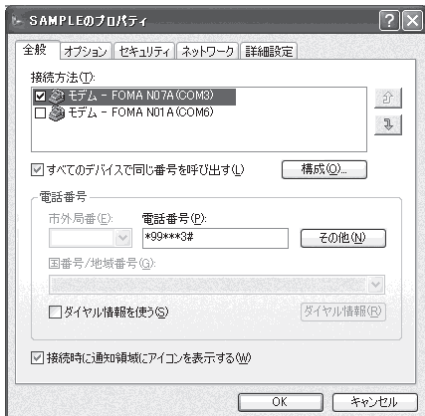 SAMPLEのプロパティ
全般 オプション セキュリティ ネットワーク 詳細設定
接続方法(T):
モデム - FOMA N07A(COM3)
モデム - FOMA N01A(COM6)
すべてのデバイスで同じ番号を呼び出す(L) 構成(O)...
電話番号
市外局番(E): 電話番号(P):
*99***3# その他(N)
国番号/地域番号(G):
ダイヤル情報を使う(S) ダイヤル情報(R)
接続時に通知領域にアイコンを表示する(W)
OK キャンセル